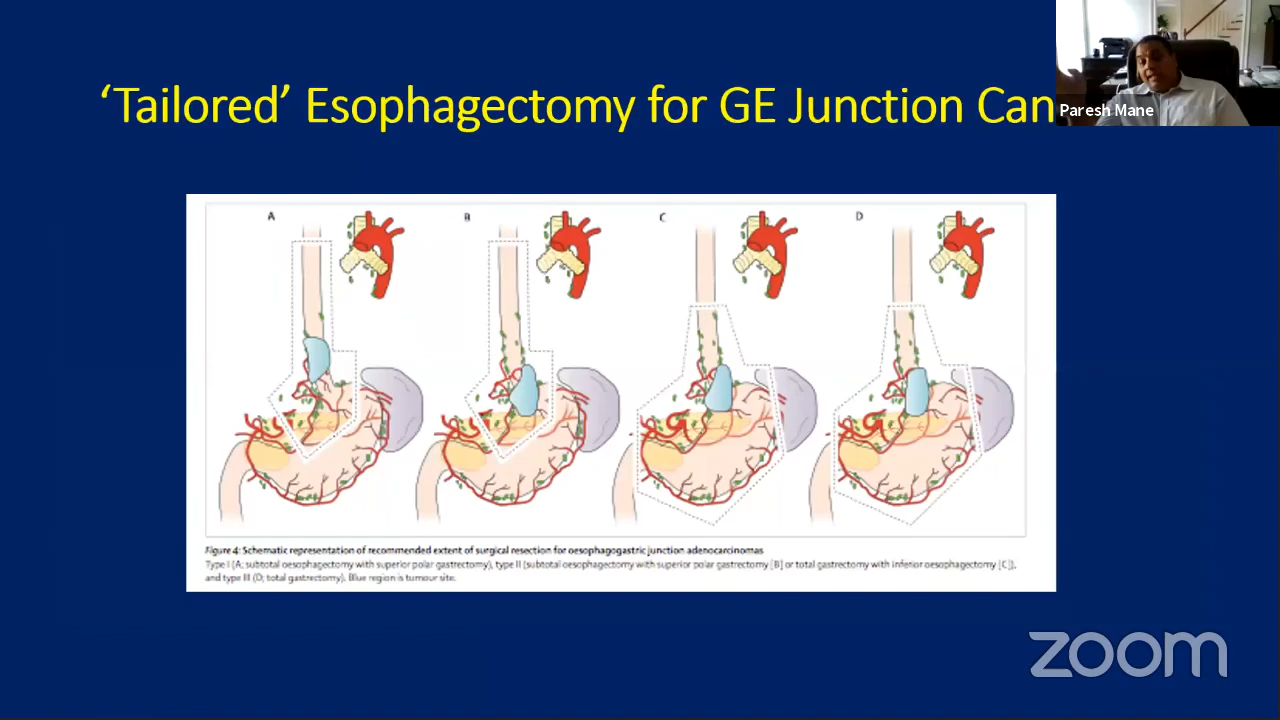 ‘Tailored’ Esophagectomy for GE Junction Can
Paresh Mane
A B C D
Figure 4: Schematic representation of recommended extent of surgical resection for oesophagogastric junction adenocarcinomas
Type I (A; subtotal oesophagectomy with superior polar gastrectomy), type II (subtotal oesophagectomy with superior polar gastrectomy [B] or total gastrectomy with inferior oesophagectomy [C]),
and type III (D; total gastrectomy). Blue region is tumour site.
zoom